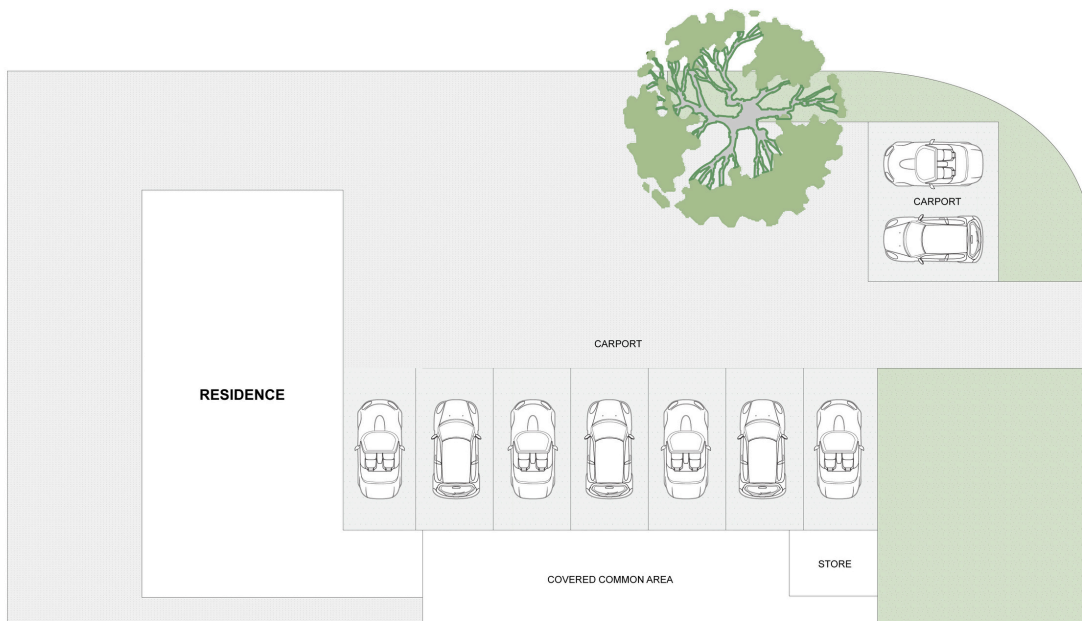 CARPORT
CARPORT
RESIDENCE
STORE
COVERED COMMON AREA